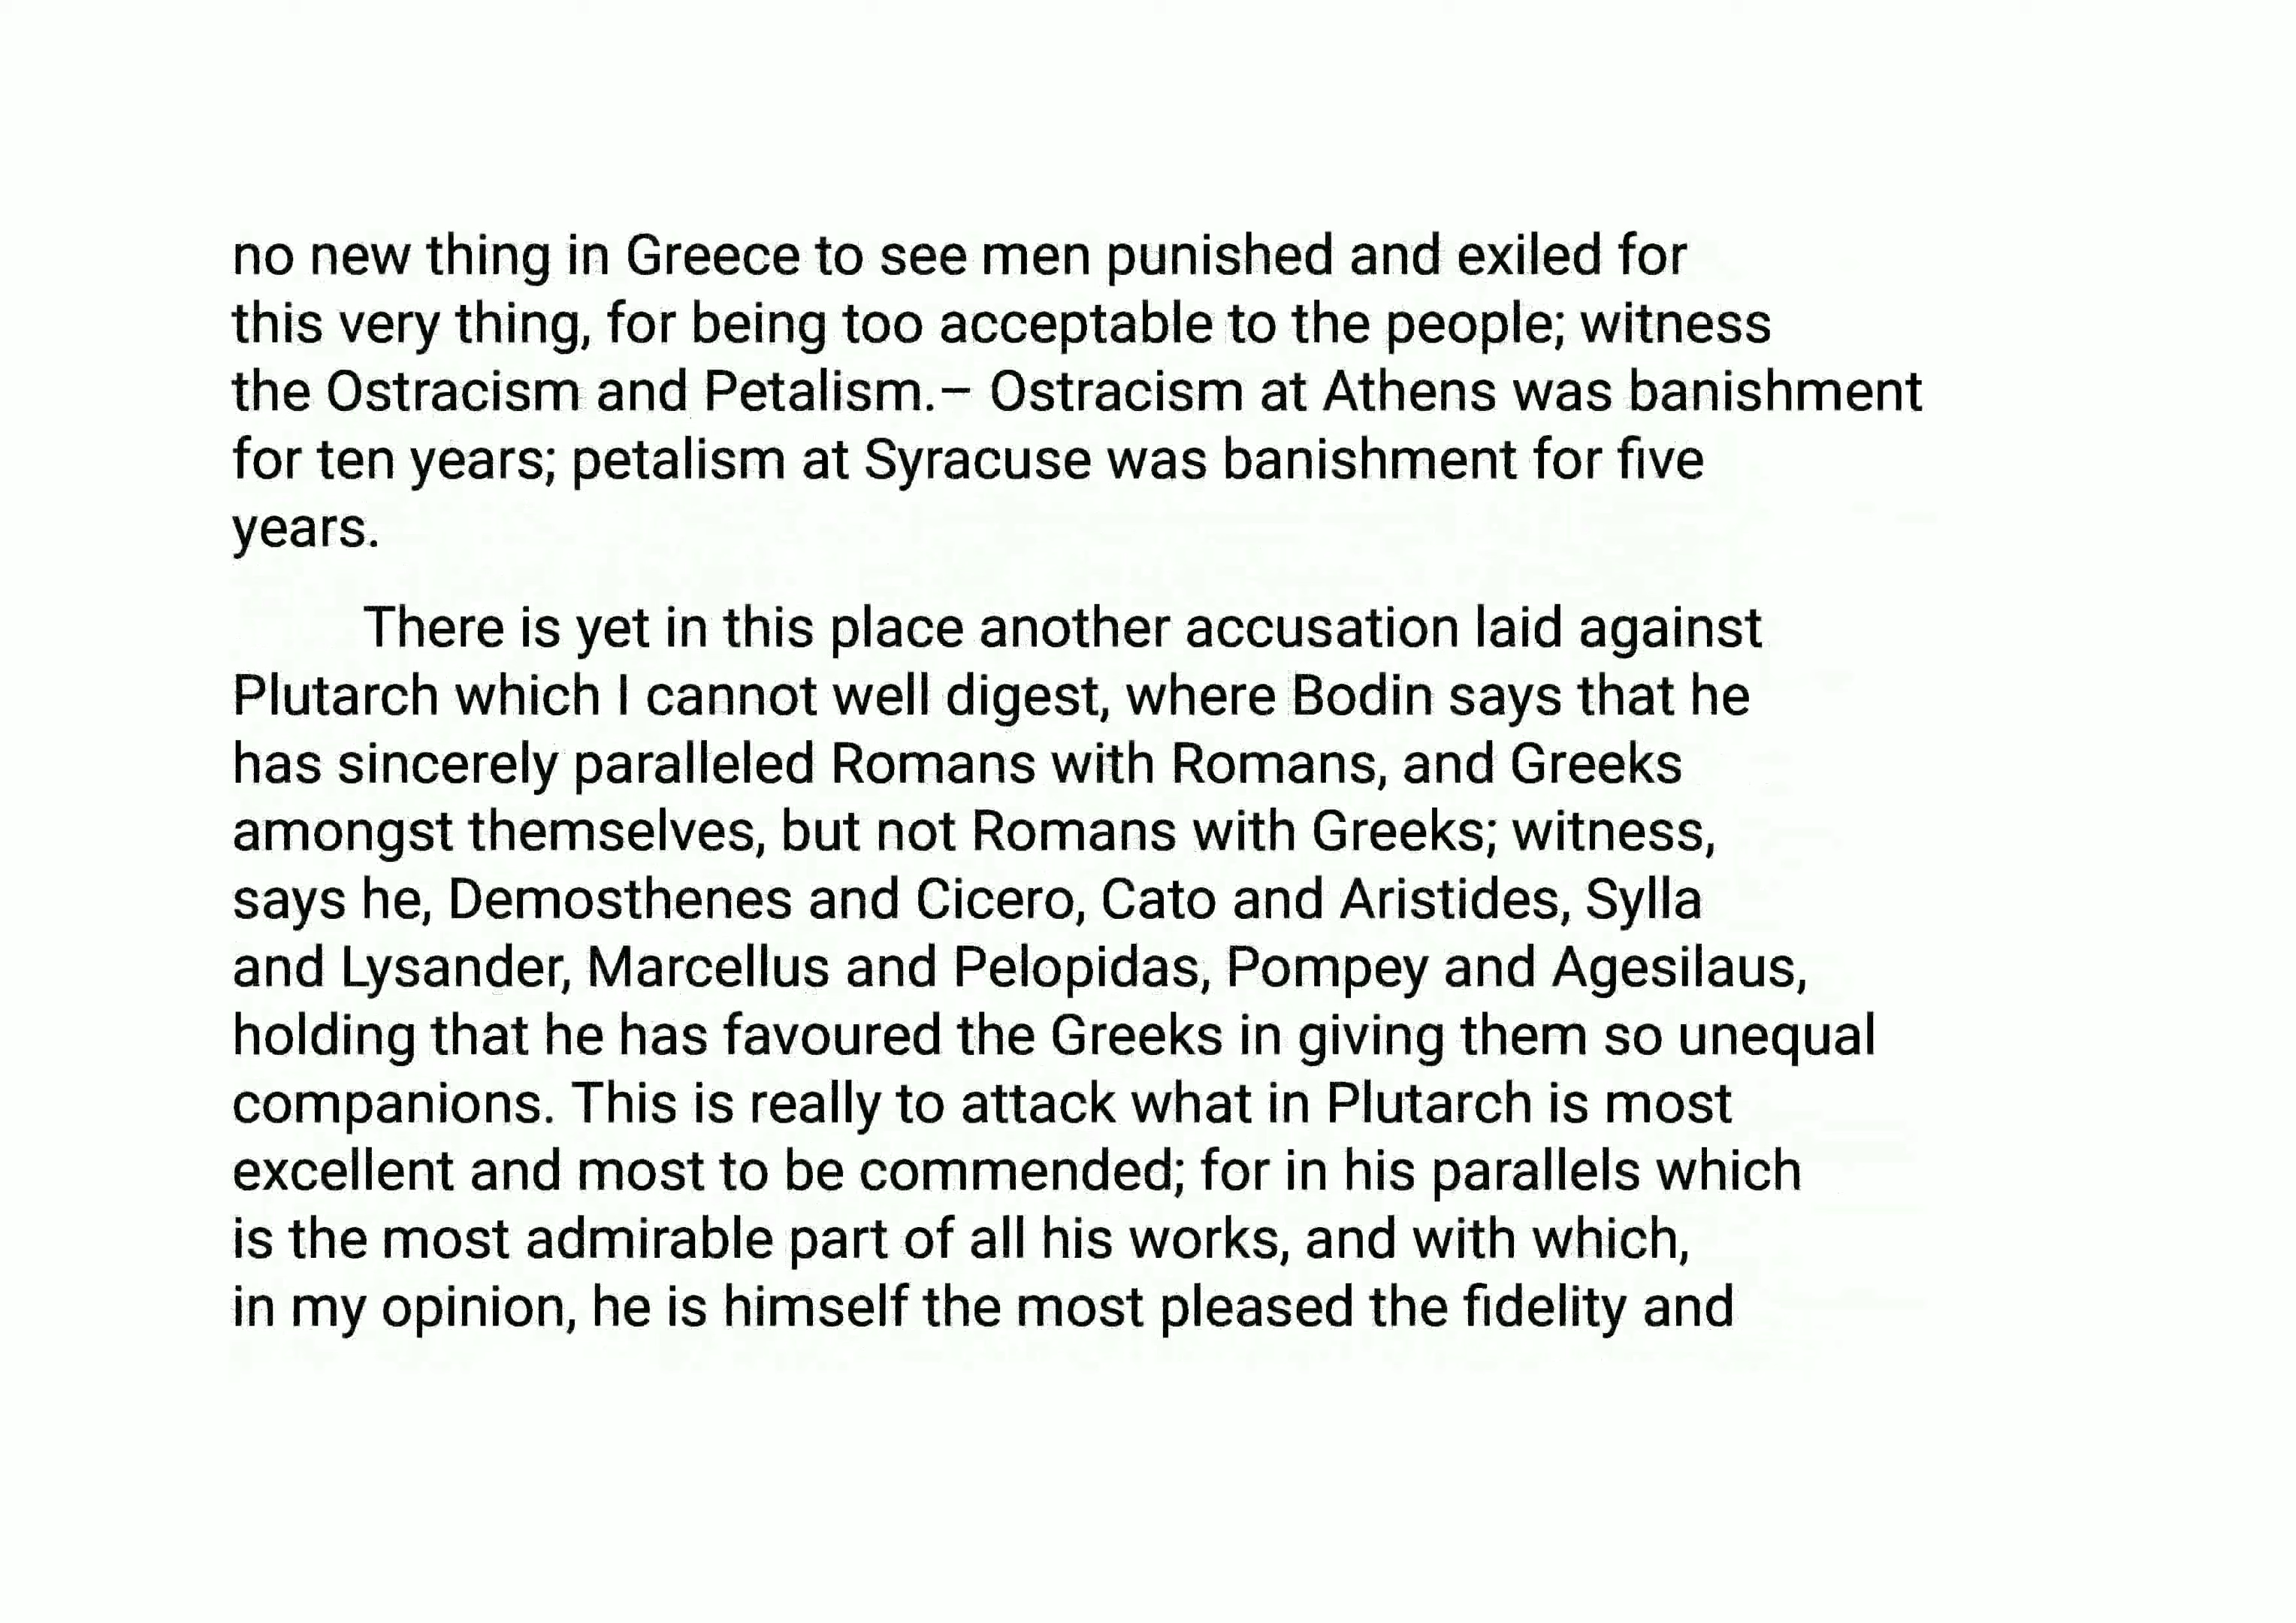 no new thing in Greece to see men punished and exiled for
this very thing, for being too acceptable to the people; witness
the Ostracism and Petalism.– Ostracism at Athens was banishment
for ten years; petalism at Syracuse was banishment for five
years.
There is yet in this place another accusation laid against
Plutarch which I cannot well digest, where Bodin says that he
has sincerely paralleled Romans with Romans, and Greeks
amongst themselves, but not Romans with Greeks; witness,
says he, Demosthenes and Cicero, Cato and Aristides, Sylla
and Lysander, Marcellus and Pelopidas, Pompey and Agesilaus,
holding that he has favoured the Greeks in giving them so unequal
companions. This is really to attack what in Plutarch is most
excellent and most to be commended; for in his parallels which
is the most admirable part of all his works, and with which,
in my opinion, he is himself the most pleased the fidelity and